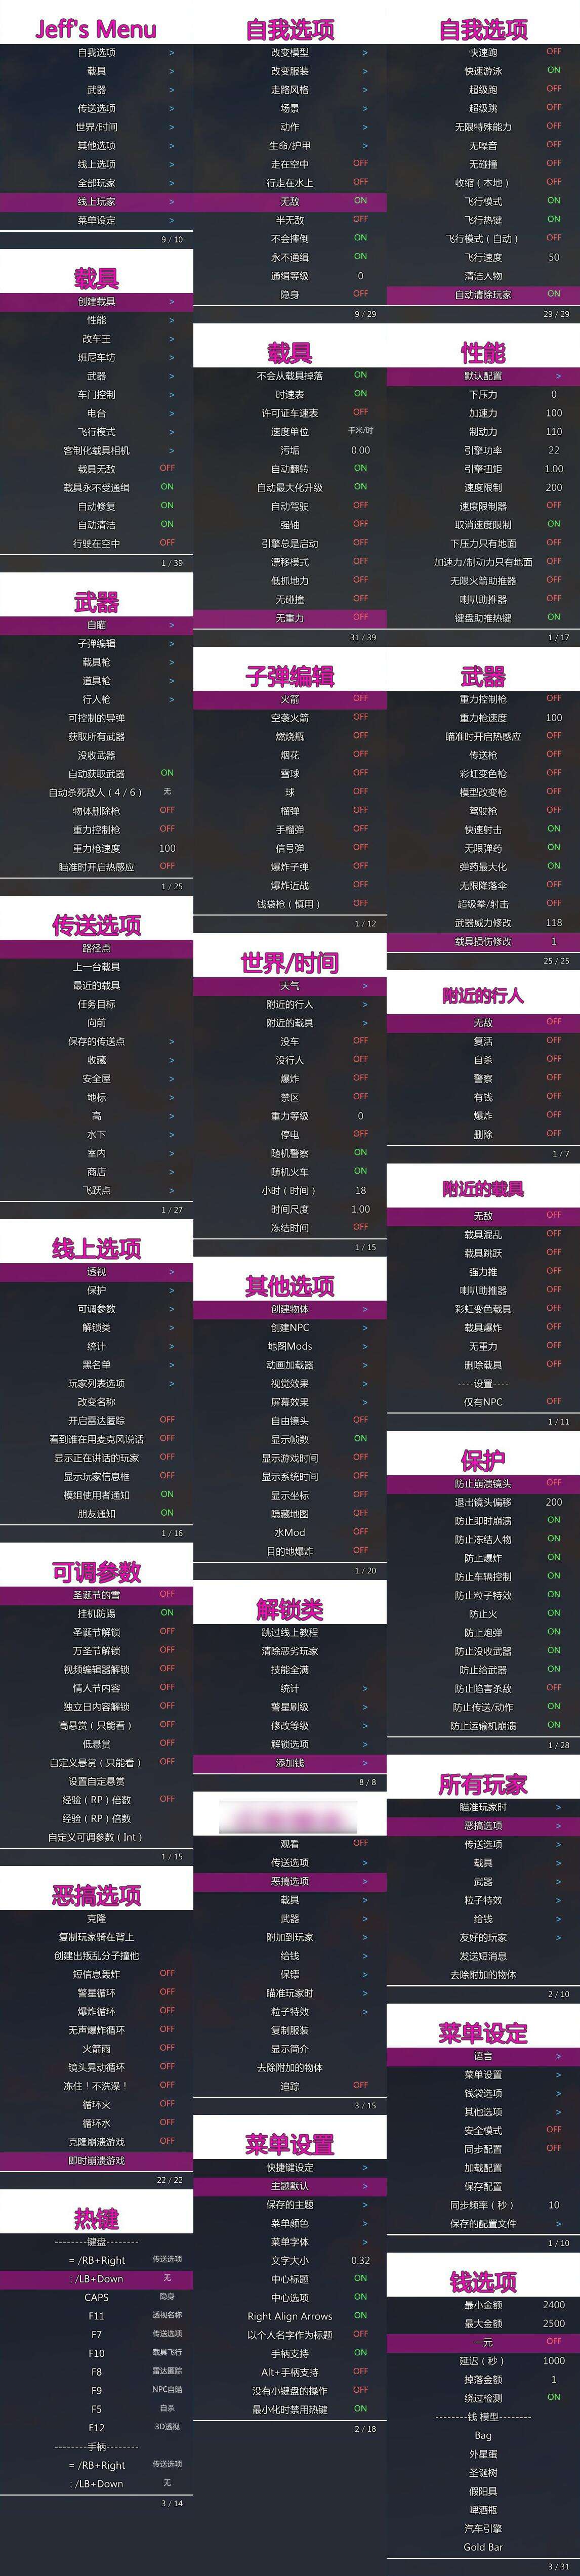 Jeff's Menu
自我选项 >
载具 >
武器 >
传送选项 >
世界/时间 >
其他选项 >
线上选项 >
全部玩家 >
线上玩家 >
菜单设定 >
9 / 10
载具
创建载具 >
性能 >
改车王 >
班尼车坊 >
武器 >
车门控制 >
电台 >
飞行模式 >
客制化载具相机 >
载具无敌 OFF
载具永不受通缉 ON
自动修复 ON
自动清洁 ON
行驶在空中 OFF
1 / 39
武器
自瞄 >
子弹编辑 >
载具枪 >
道具枪 >
行人枪 >
可控制的导弹
获取所有武器
没收武器
自动获取武器 ON
自动杀死敌人 ( 4 / 6 ) 无
物体删除枪 OFF
重力控制枪 OFF
重力枪速度 100
瞄准时开启热感应 OFF
1 / 25
传送选项
路径点
上一台载具
最近的载具
任务目标
向前
保存的传送点 >
收藏 >
安全屋 >
地标 >
高 >
水下 >
室内 >
商店 >
飞跃点 >
1 / 27
线上选项
透视 >
保护 >
可调参数 >
解锁类 >
统计 >
黑名单 >
玩家列表选项 >
改变名称
开启雷达匿踪 OFF
看到谁在用麦克风说话 OFF
显示正在讲话的玩家 OFF
显示玩家信息框 OFF
模组使用者通知 ON
朋友通知 ON
1 / 16
可调参数
圣诞节的雪 OFF
挂机防踢 ON
圣诞节解锁 OFF
万圣节解锁 OFF
视频编辑器解锁 OFF
情人节内容 OFF
独立日内容解锁 OFF
高悬赏 ( 只能看 ) OFF
低悬赏 OFF
自定义悬赏 ( 只能看 ) OFF
设置自定悬赏
经验 ( RP ) 倍数 OFF
经验 ( RP ) 倍数
自定义可调参数 ( Int )
1 / 15
恶搞选项
克隆
复制玩家骑在背上
创建出叛乱分子撞他
短信息轰炸 OFF
警星循环 OFF
爆炸循环 OFF
无声爆炸循环 OFF
火箭雨 OFF
镜头晃动循环 OFF
冻住！不洗澡！ OFF
循环火 OFF
循环水 OFF
克隆崩溃游戏 OFF
即时崩溃游戏
22 / 22
热键
--------键盘--------
= /RB+Right 传送选项
; /LB+Down 无
CAPS 隐身
F11 透视名称
F7 传送选项
F10 载具飞行
F8 雷达匿踪
F9 NPC自瞄
F5 自杀
F12 3D透视
--------手柄--------
= /RB+Right 传送选项
; /LB+Down 无
3 / 14
自我选项
改变模型 >
改变服装 >
走路风格 >
场景 >
动作 >
生命/护甲 >
走在空中 OFF
行走在水上 OFF
无敌 ON
半无敌 OFF
不会摔倒 ON
永不通缉 ON
通缉等级 0
隐身 OFF
9 / 29
载具
不会从载具掉落 ON
时速表 ON
许可证车速表 OFF
速度单位 千米/时
污垢 0.00
自动翻转 ON
自动最大化升级 ON
自动驾驶 OFF
强轴 OFF
引擎总是启动 OFF
漂移模式 OFF
低抓地力 OFF
无碰撞 OFF
无重力 OFF
31 / 39
子弹编辑
火箭 OFF
空袭火箭 OFF
燃烧瓶 OFF
烟花 OFF
雪球 OFF
球 OFF
榴弹 OFF
手榴弹 OFF
信号弹 OFF
爆炸子弹 OFF
爆炸近战 OFF
钱袋枪 ( 慎用 ) OFF
1 / 12
世界/时间
天气 >
附近的行人 >
附近的载具 >
没车 OFF
没行人 OFF
爆炸 OFF
禁区 OFF
重力等级 0
停电 OFF
随机警察 ON
随机火车 ON
小时 ( 时间 ) 18
时间尺度 1.00
冻结时间 OFF
1 / 15
其他选项
创建物体 >
创建NPC >
地图Mods >
动画加载器 >
视觉效果 >
屏幕效果 >
自由镜头 OFF
显示帧数 ON
显示游戏时间 OFF
显示系统时间 OFF
显示坐标 OFF
隐藏地图 OFF
水Mod OFF
目的地爆炸 OFF
1 / 20
解锁类
跳过线上教程
清除恶劣玩家
技能全满
统计 >
警星刷级 >
修改等级 >
解锁选项 >
添加钱 >
8 / 8
观看 OFF
传送选项 >
恶搞选项 >
载具 >
武器 >
附加到玩家 >
给钱 >
保镖 >
瞄准玩家时 >
粒子特效 >
复制服装
显示简介
去除附加的物体
追踪 OFF
3 / 15
菜单设置
快捷键设定 >
主题默认 >
保存的主题 >
菜单颜色 >
菜单字体 >
文字大小 0.32
中心标题 ON
中心选项 ON
Right Align Arrows ON
以个人名字作为标题 OFF
手柄支持 ON
Alt+手柄支持 OFF
没有小键盘的操作 OFF
最小化时禁用热键 ON
2 / 18
自我选项
快速跑 OFF
快速游泳 ON
超级跑 OFF
超级跳 OFF
无限特殊能力 OFF
无噪音 OFF
无碰撞 OFF
收缩 ( 本地 ) OFF
飞行模式 ON
飞行热键 ON
飞行模式 ( 自动 ) OFF
飞行速度 50
清洁人物
自动清除玩家 ON
29 / 29
性能
默认配置 >
下压力 0
加速力 100
制动力 110
引擎功率 22
引擎扭矩 1.00
速度限制 200
速度限制器 OFF
取消速度限制 ON
下压力只有地面 OFF
加速力/制动力只有地面 OFF
无限火箭助推器 OFF
喇叭助推器 OFF
键盘助推热键 ON
1 / 17
武器
重力控制枪 OFF
重力枪速度 100
瞄准时开启热感应 OFF
传送枪 OFF
彩虹变色枪 OFF
模型改变枪 OFF
驾驶枪 OFF
快速射击 ON
无限弹药 ON
弹药最大化 ON
无限降落伞 OFF
超级拳/射击 OFF
武器威力修改 118
载具损伤修改 1
25 / 25
附近的行人
无敌 OFF
复活 OFF
自杀 OFF
警察 OFF
有钱 OFF
爆炸 OFF
删除 OFF
1 / 7
附近的载具
无敌 OFF
载具混乱 OFF
载具跳跃 OFF
强力推 OFF
喇叭助推器 OFF
彩虹变色载具 OFF
载具爆炸 OFF
无重力 OFF
删除载具 OFF
----设置----
仅有NPC OFF
1 / 11
保护
防止崩溃镜头 OFF
退出镜头偏移 200
防止即时崩溃 ON
防止冻结人物 ON
防止爆炸 ON
防止车辆控制 ON
防止粒子特效 ON
防止火 ON
防止炮弹 ON
防止没收武器 ON
防止给武器 ON
防止陷害杀敌 OFF
防止传送/动作 ON
防止运输机崩溃 ON
1 / 28
所有玩家
瞄准玩家时 >
恶搞选项 >
传送选项 >
载具 >
武器 >
粒子特效 >
给钱 >
友好的玩家 >
发送短消息
去除附加的物体
2 / 10
菜单设定
语言 >
菜单设置 >
钱袋选项 >
其他选项 >
安全模式 OFF
同步配置 OFF
加载配置
保存配置
同步频率 ( 秒 ) 10
保存的配置文件 >
1 / 10
钱选项
最小金额 2400
最大金额 2500
一元 OFF
延迟 ( 秒 ) 1000
掉落金额 1
绕过检测 ON
--------钱 模型--------
Bag
外星蛋
圣诞树
假阳具
啤酒瓶
汽车引擎
Gold Bar
3 / 31